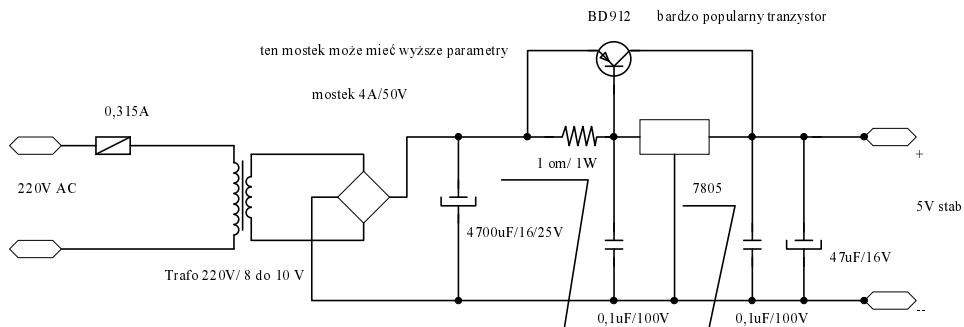 BD912 bardzo popularny tranzystor
ten mostek może mieć wyższe parametry
mostek 4A/50V
0,315A
1 om/ 1W
220V AC
7805
+
5V stab
4700uF/16/25V
47uF/16V
Trafo 220V/ 8 do 10 V
0,1uF/100V
0,1uF/100V
--